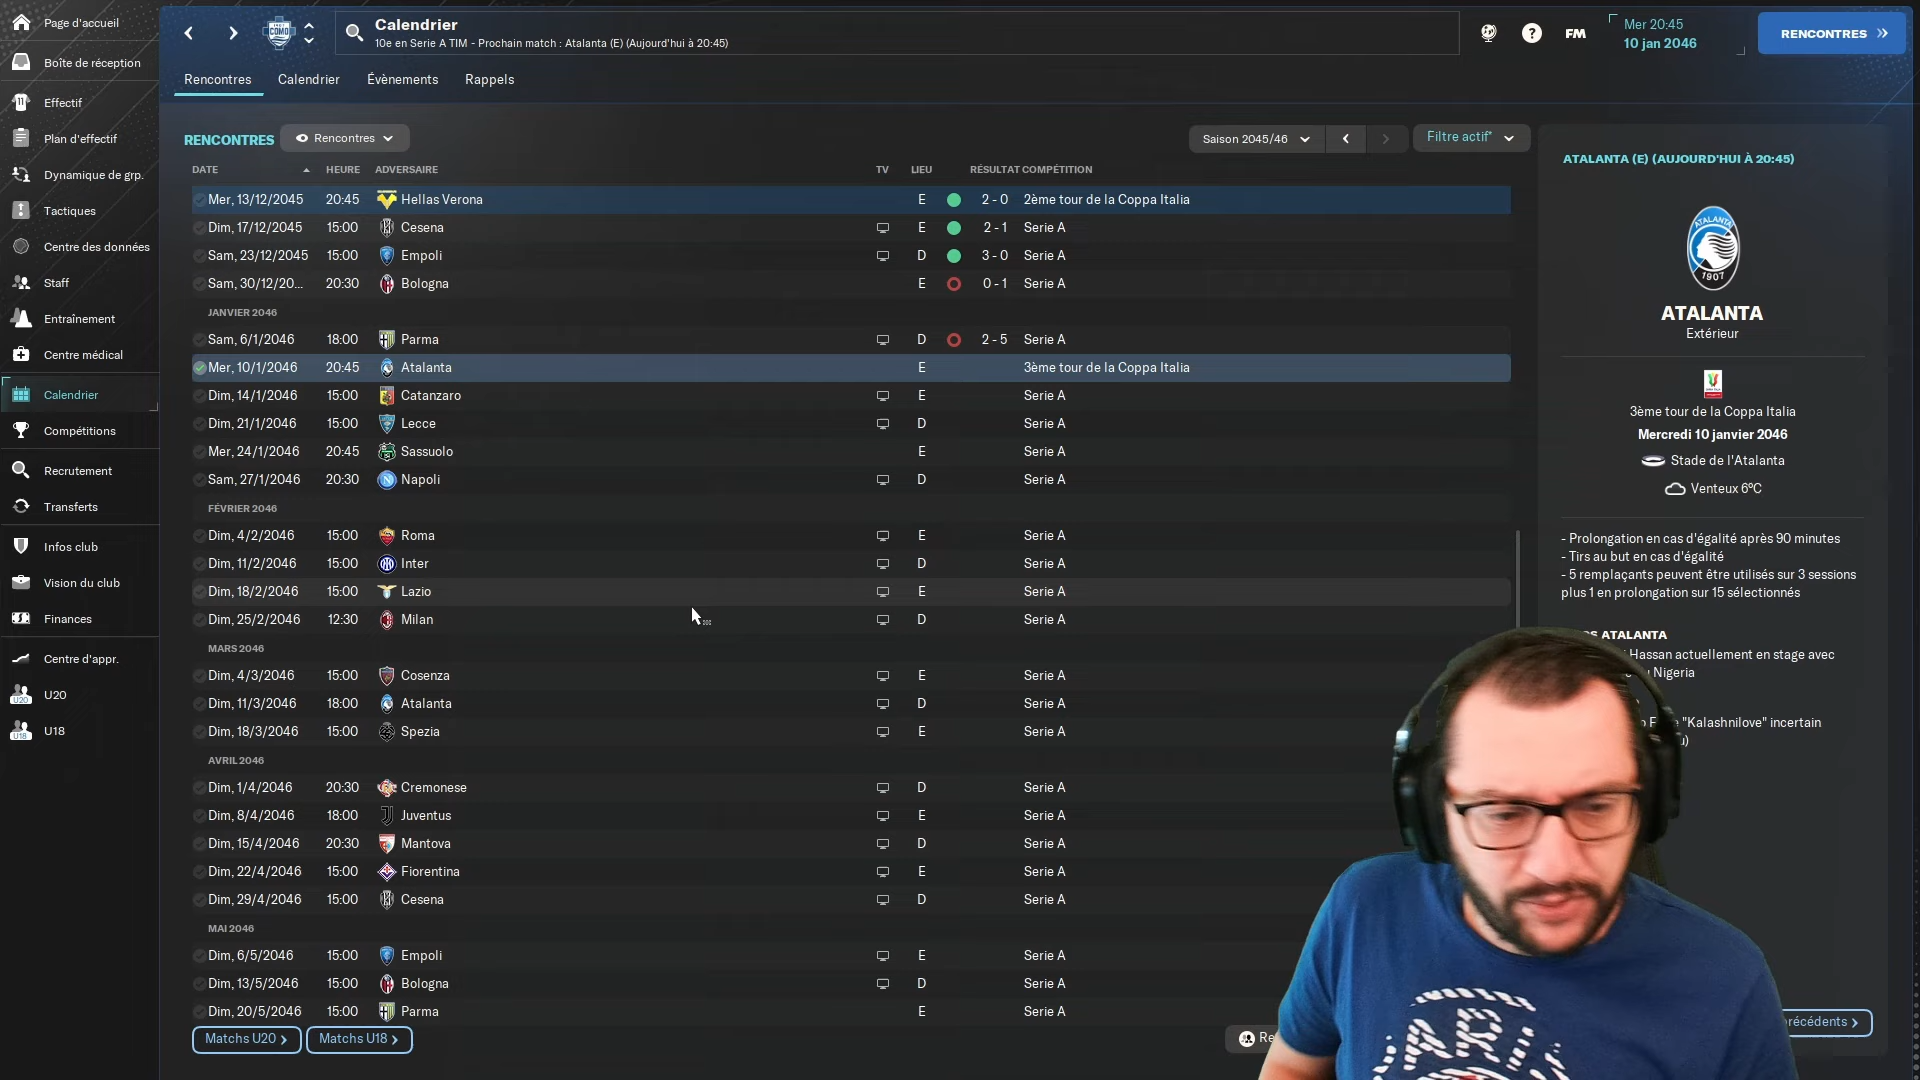 Page d'accueil
Boîte de réception
Effectif
Plan d'effectif
Dynamique de grp.
Tactiques
Centre des données
Staff
Entraînement
Centre médical
Calendrier
Compétitions
Recrutement
Transferts
Infos club
Vision du club
Finances
Centre d'appr.
U20
U18
Calendrier
10e en Serie A TIM - Prochain match : Atalanta (E) (Aujourd'hui à 20:45)
FM
Mer 20:45
10 jan 2046
RENCONTRES
Rencontres Calendrier Évènements Rappels
RENCONTRES Rencontres Saison 2045/46 Filtre actif*
DATE HEURE ADVERSAIRE TV LIEU RÉSULTAT COMPÉTITION
Mer, 13/12/2045 20:45 Hellas Verona E 2 - 0 2ème tour de la Coppa Italia
Dim, 17/12/2045 15:00 Cesena E 2 - 1 Serie A
Sam, 23/12/2045 15:00 Empoli D 3 - 0 Serie A
Sam, 30/12/20... 20:30 Bologna E 0 - 1 Serie A
JANVIER 2046
Sam, 6/1/2046 18:00 Parma D 2 - 5 Serie A
Mer, 10/1/2046 20:45 Atalanta E 3ème tour de la Coppa Italia
Dim, 14/1/2046 15:00 Catanzaro E Serie A
Dim, 21/1/2046 15:00 Lecce D Serie A
Mer, 24/1/2046 20:45 Sassuolo E Serie A
Sam, 27/1/2046 20:30 Napoli D Serie A
FÉVRIER 2046
Dim, 4/2/2046 15:00 Roma E Serie A
Dim, 11/2/2046 15:00 Inter D Serie A
Dim, 18/2/2046 15:00 Lazio E Serie A
Dim, 25/2/2046 12:30 Milan D Serie A
MARS 2046
Dim, 4/3/2046 15:00 Cosenza E Serie A
Dim, 11/3/2046 18:00 Atalanta D Serie A
Dim, 18/3/2046 15:00 Spezia E Serie A
AVRIL 2046
Dim, 1/4/2046 20:30 Cremonese D Serie A
Dim, 8/4/2046 18:00 Juventus E Serie A
Dim, 15/4/2046 20:30 Mantova D Serie A
Dim, 22/4/2046 15:00 Fiorentina E Serie A
Dim, 29/4/2046 15:00 Cesena D Serie A
MAI 2046
Dim, 6/5/2046 15:00 Empoli E Serie A
Dim, 13/5/2046 15:00 Bologna D Serie A
Dim, 20/5/2046 15:00 Parma E Serie A
Matchs U20 Matchs U18
ATALANTA (E) (AUJOURD'HUI À 20:45)
ATALANTA
1907
ATALANTA
Extérieur
3ème tour de la Coppa Italia
Mercredi 10 janvier 2046
Stade de l'Atalanta
Venteux 6ºC
- Prolongation en cas d'égalité après 90 minutes
- Tirs au but en cas d'égalité
- 5 remplaçants peuvent être utilisés sur 3 sessions
plus 1 en prolongation sur 15 sélectionnés
ATALANTA
Hassan actuellement en stage avec
Nigeria
"Kalashnilove" incertain